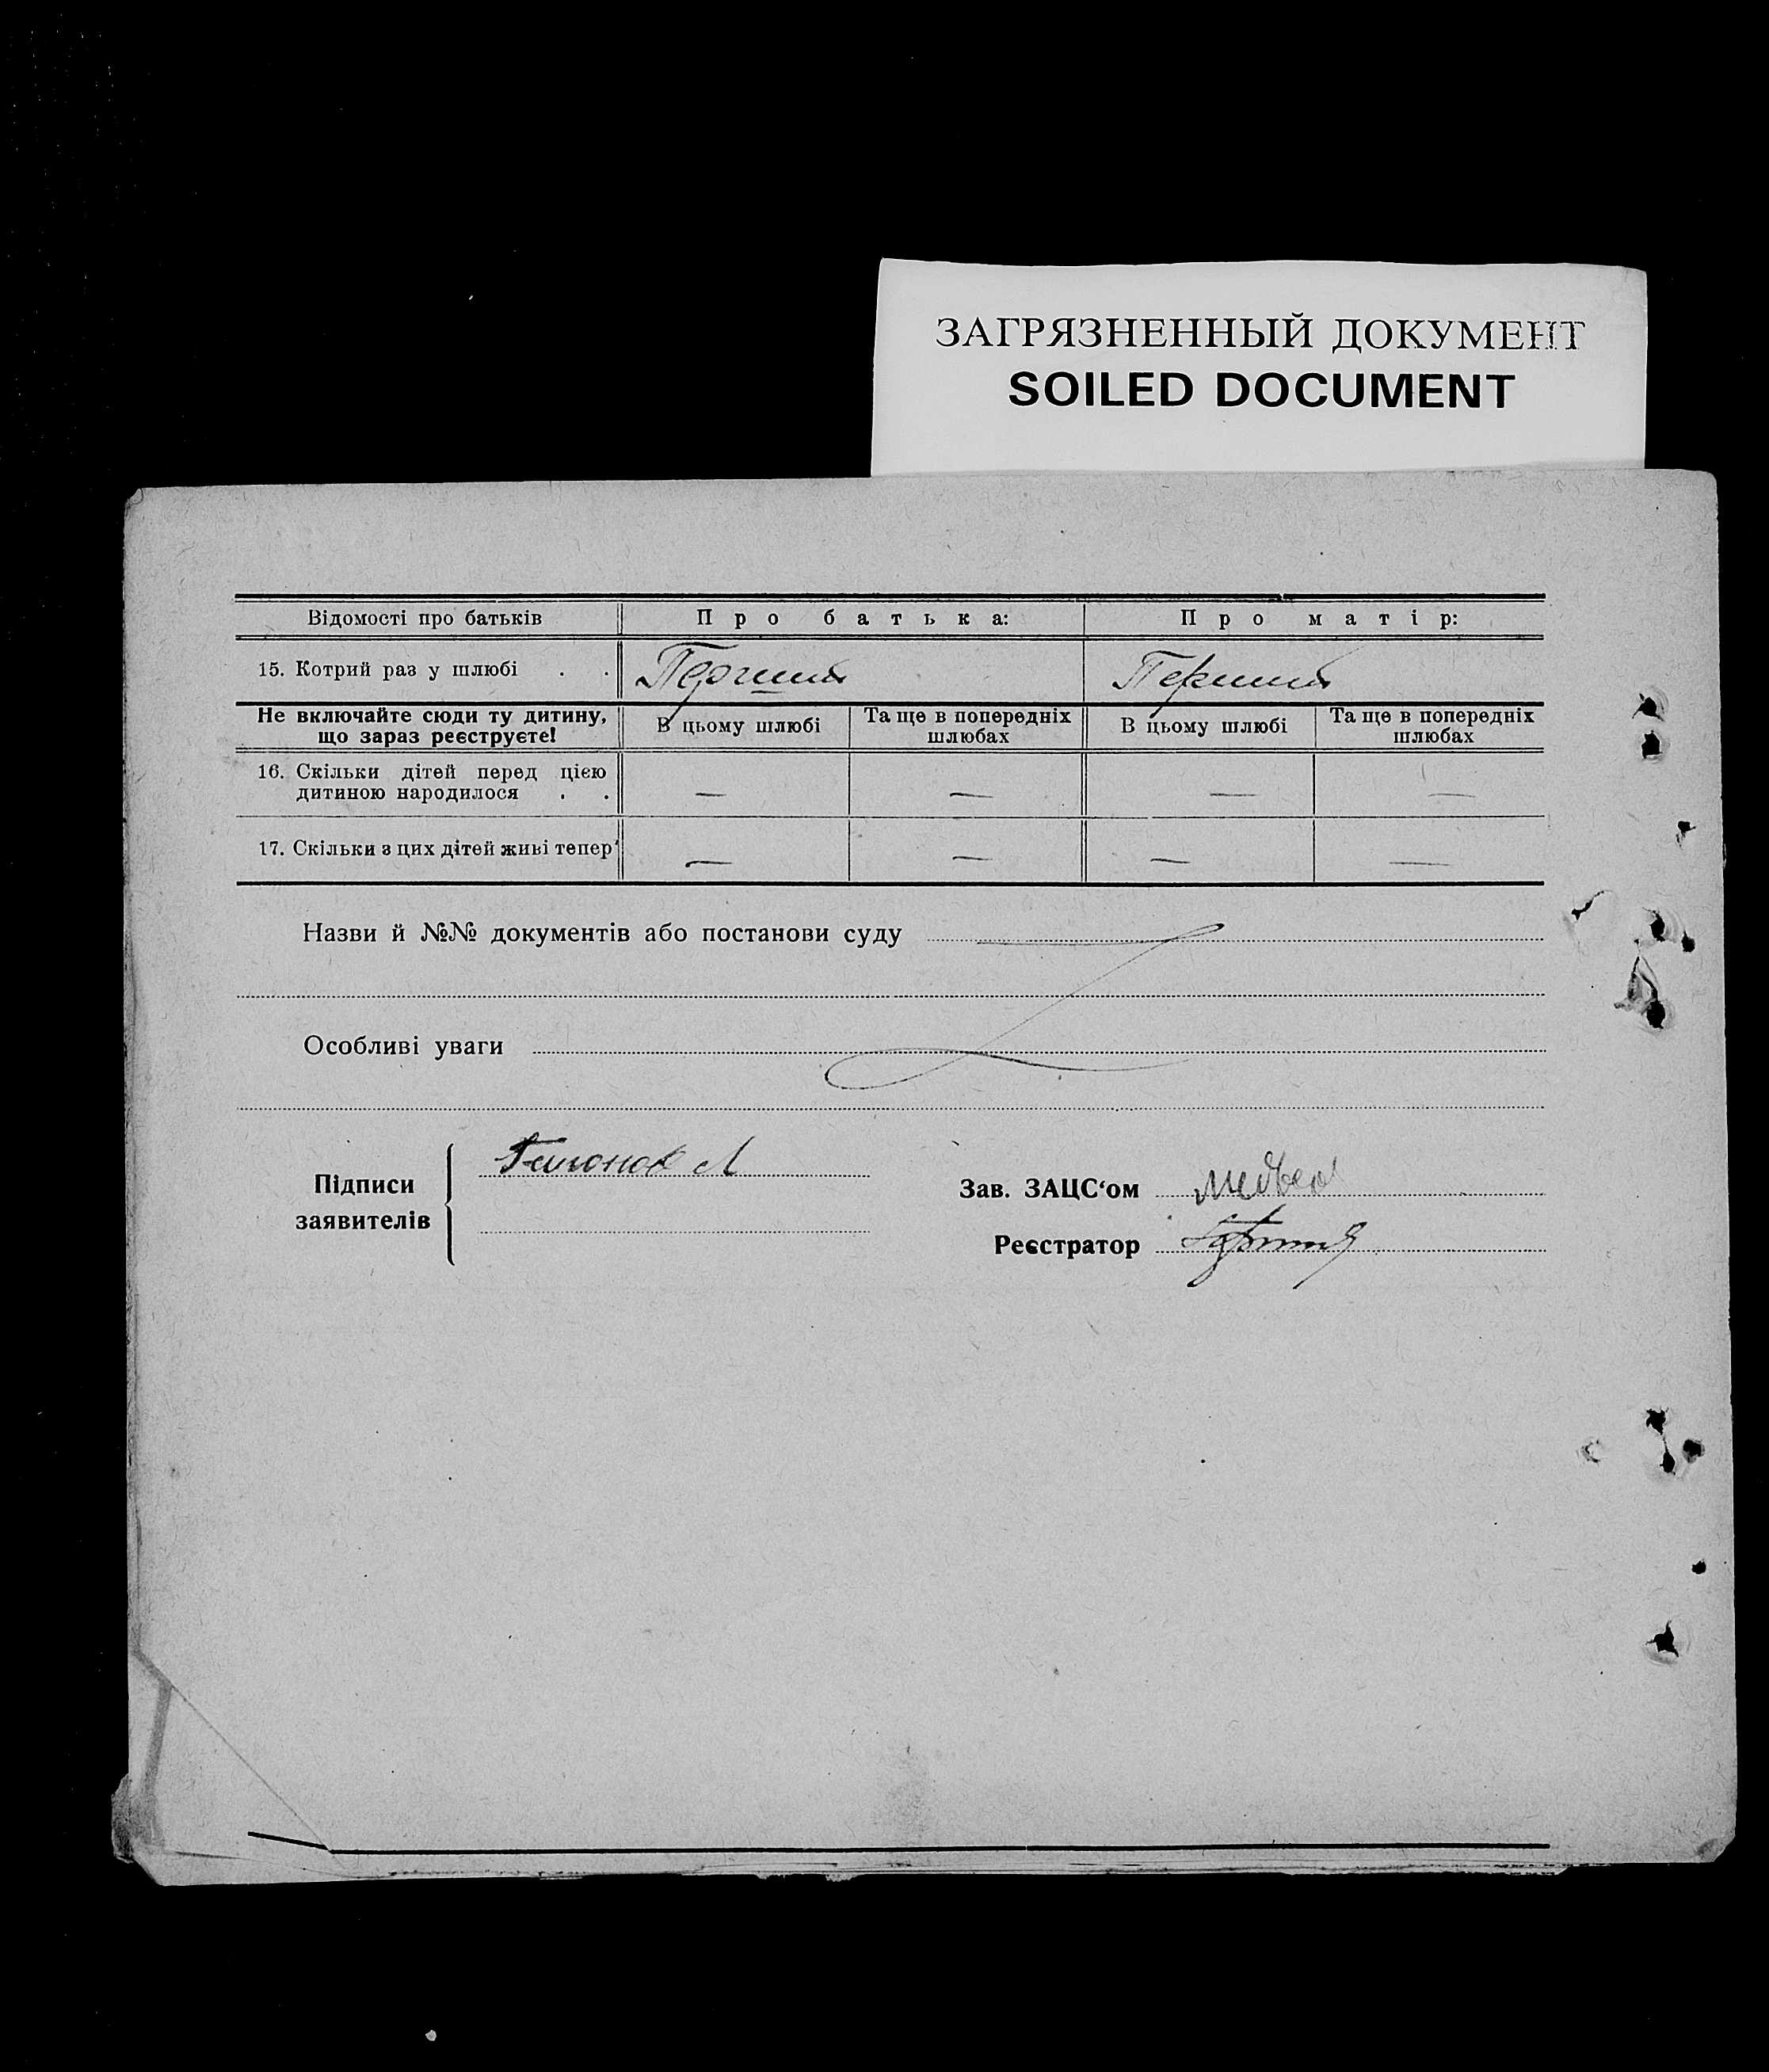 ЗАГРЯЗНЕННЫЙ ДОКУМЕНТ
SOILED DOCUMENT
Відомості про батьків Про батька: Про матір:
15. Котрий раз у шлюбі . . Перший Перший
Не включайте сюди ту дитину, що зараз реєструєте! В цьому шлюбі Та ще в попередніх шлюбах В цьому шлюбі Та ще в попередніх шлюбах
16. Скільки дітей перед цією
дитиною народилося . . — — — —
17. Скільки з цих дітей живі тепер' — — — —
Назви й №№ документів або постанови суду
Особливі уваги
Підписи
заявителів
Зав. ЗАЦС‘ом Медвед
Реєстратор